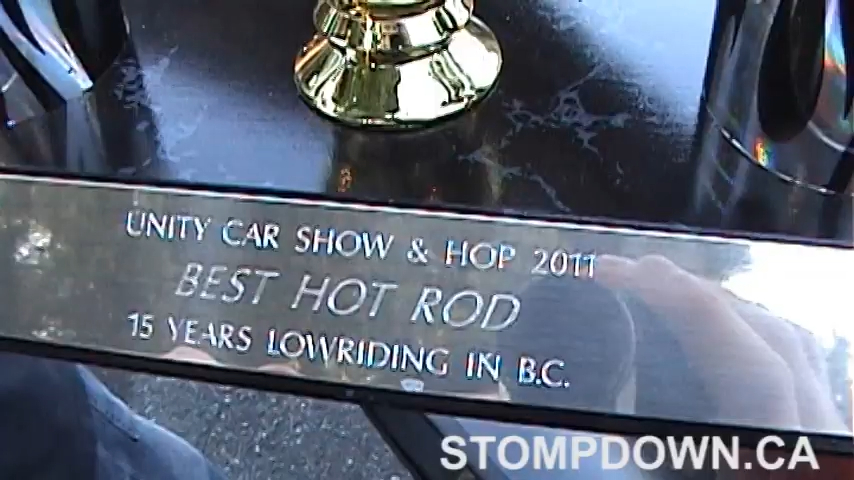 UNITY CAR SHOW & HOP 2011
BEST HOT ROD
15 YEARS LOWRIDING IN B.C.
STOMPDOWN.CA